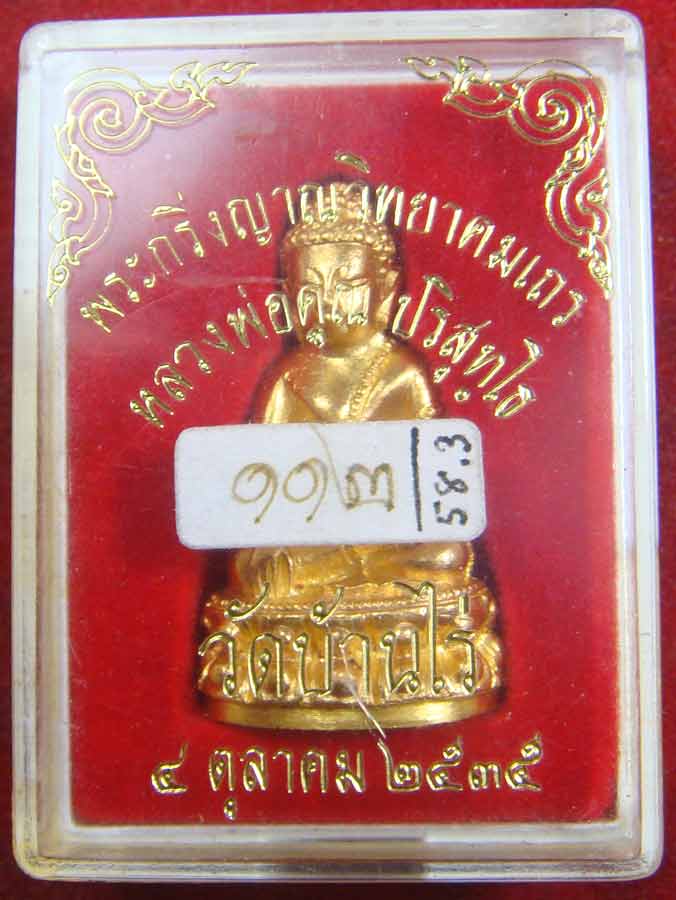 พระกริ่งญาณวิทยาคมเถร
หลวงพ่อคูณ ปริสุทฺโธ
๑๑๒
58.3
วัดบ้านไร่
๔ ตุลาคม ๒๕๓๕